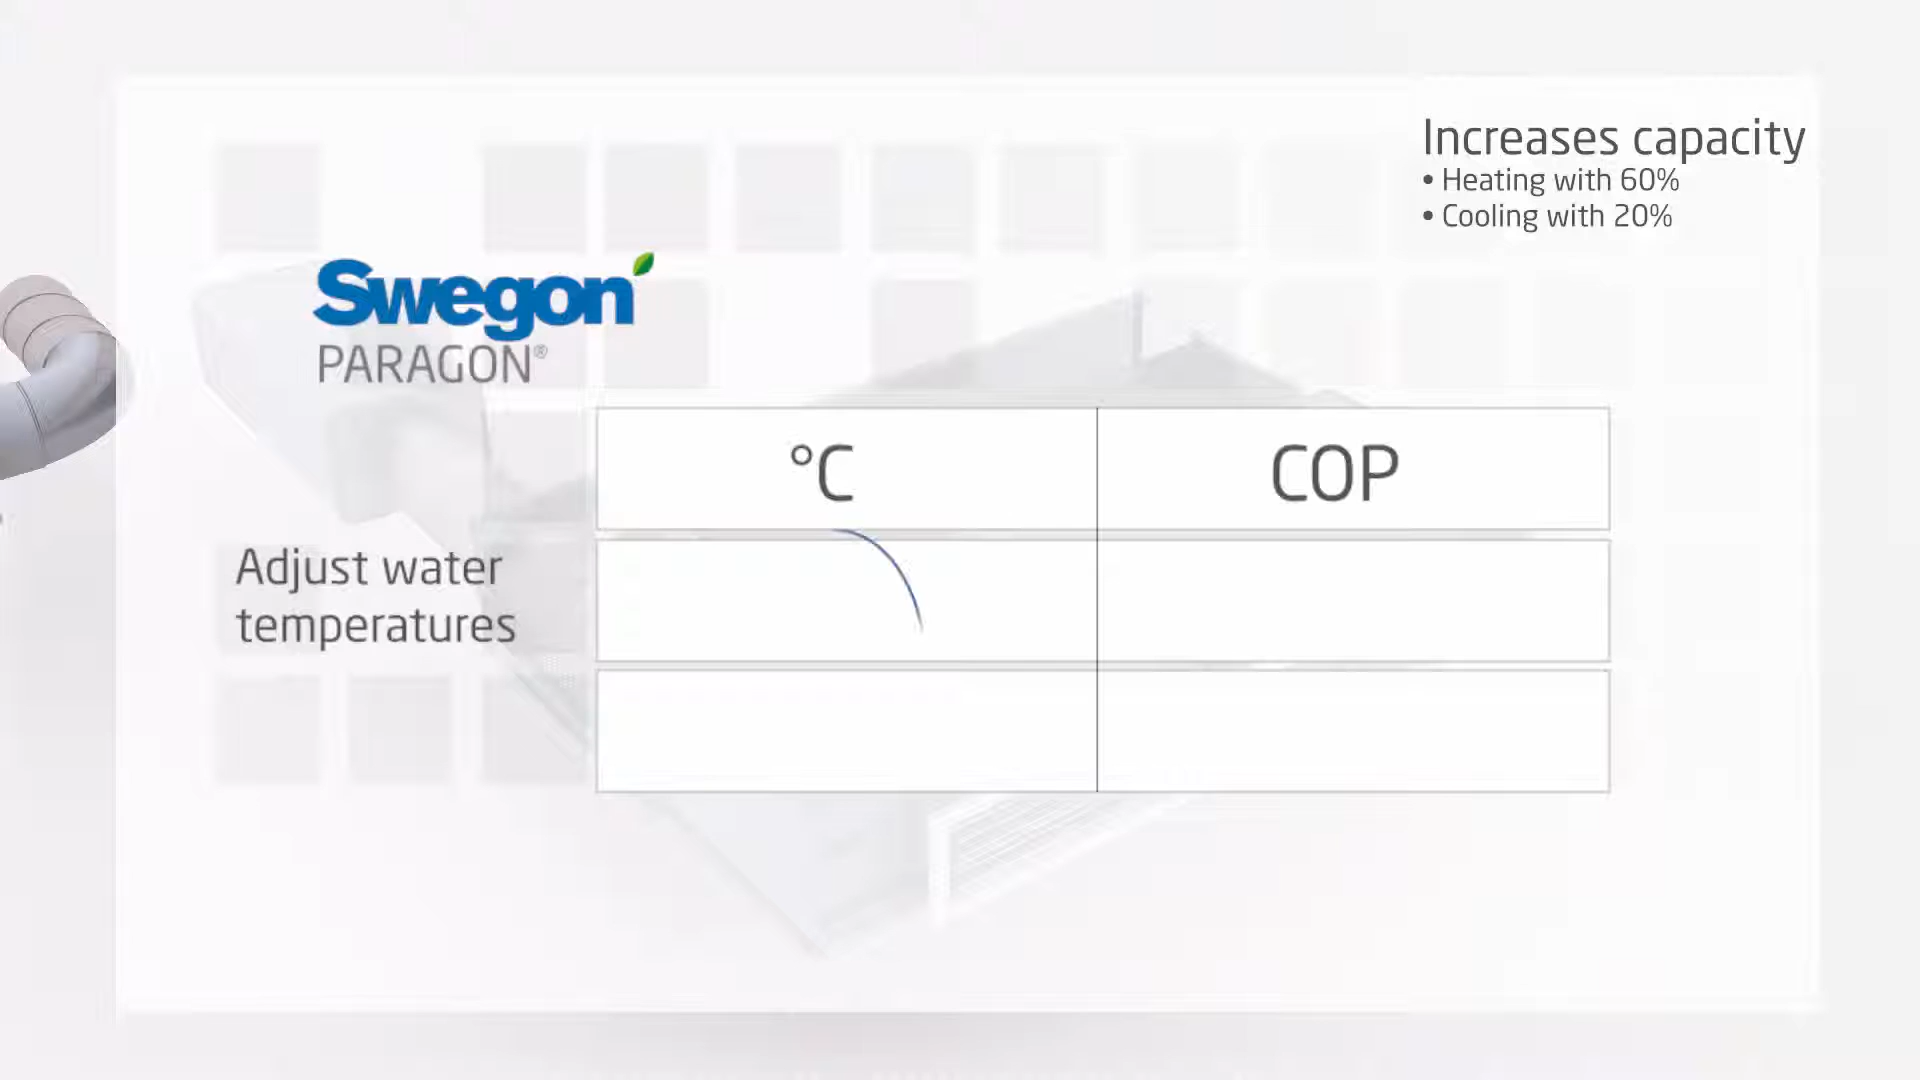 Increases capacity
• Heating with 60%
• Cooling with 20%
Swegon
PARAGON®
°C COP
Adjust water
temperatures